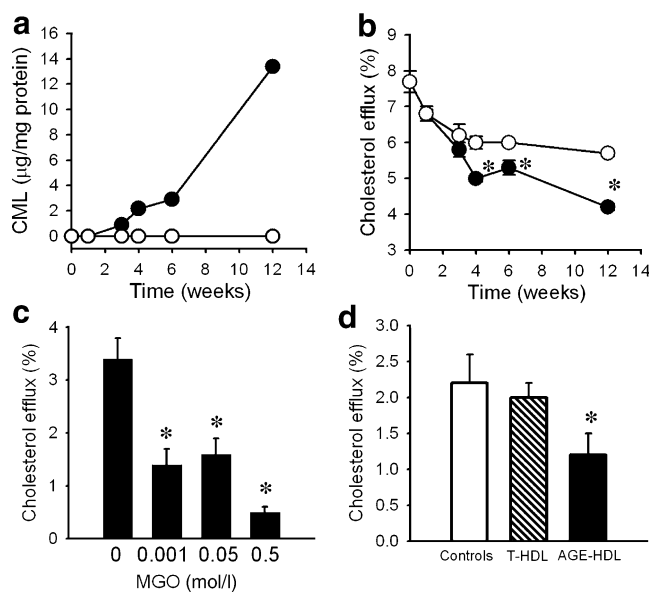 a
CML (µg/mg protein)
16
14
12
10
8
6
4
2
0
0 2 4 6 8 10 12 14
Time (weeks)
b
Cholesterol efflux (%)
9
8
7
6
5
4
3
* * *
0 2 4 6 8 10 12 14
Time (weeks)
c
Cholesterol efflux (%)
4
3
2
1
0
* * *
0 0.001 0.05 0.5
MGO (mol/l)
d
Cholesterol efflux (%)
3.0
2.5
2.0
1.5
1.0
0.5
0.0
*
Controls T-HDL AGE-HDL